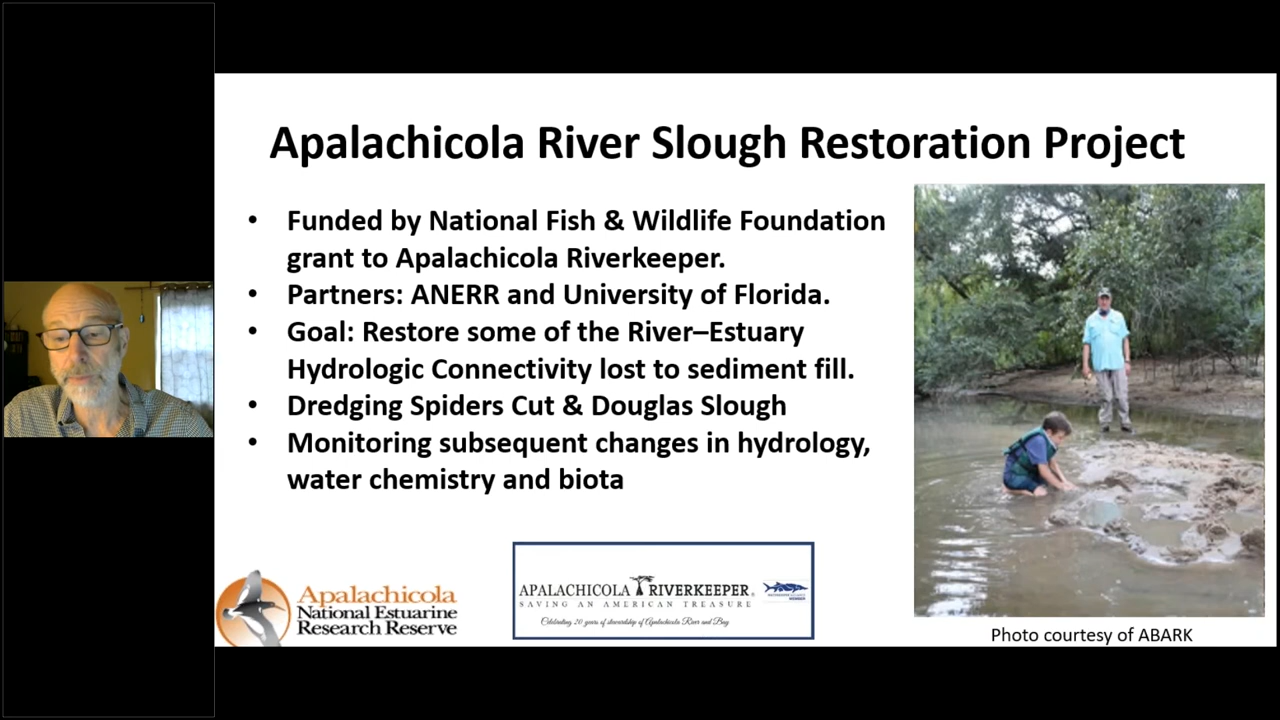 Apalachicola River Slough Restoration Project
• Funded by National Fish & Wildlife Foundation
grant to Apalachicola Riverkeeper.
• Partners: ANERR and University of Florida.
• Goal: Restore some of the River–Estuary
Hydrologic Connectivity lost to sediment fill.
• Dredging Spiders Cut & Douglas Slough
• Monitoring subsequent changes in hydrology,
water chemistry and biota
Apalachicola
National Estuarine
Research Reserve
APALACHICOLA RIVERKEEPER®
SAVING AN AMERICAN TREASURE
Celebrating 20 years of stewardship of Apalachicola River and Bay
MEMBER
Photo courtesy of ABARK